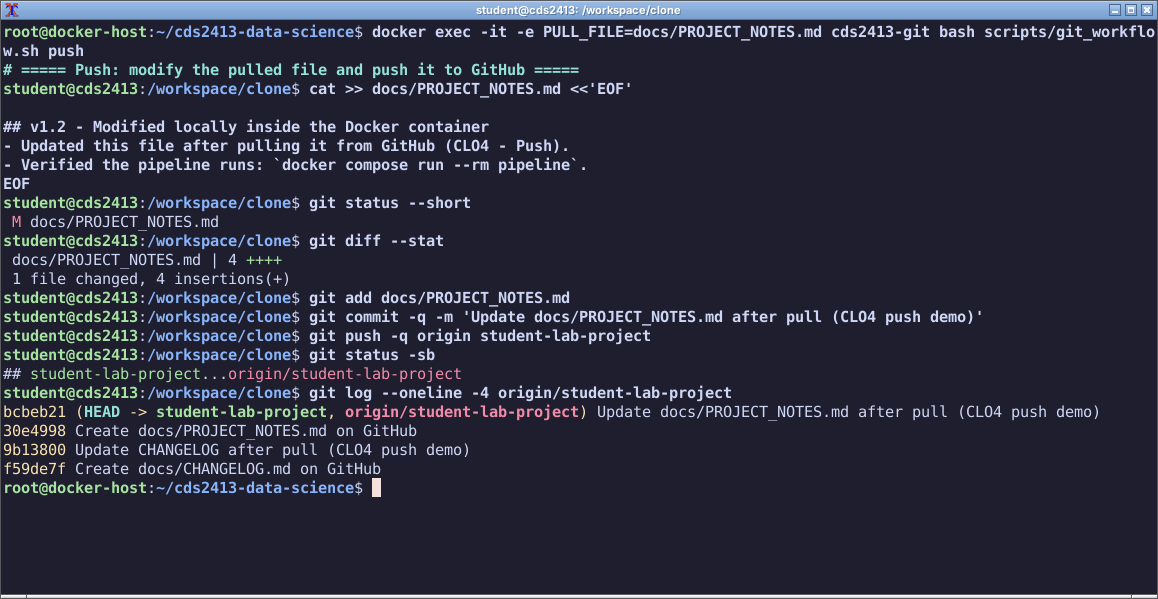 student@cds2413: /workspace/clone
root@docker-host:~/cds2413-data-science$ docker exec -it -e PULL_FILE=docs/PROJECT_NOTES.md cds2413-git bash scripts/git_workflo
w.sh push
# ===== Push: modify the pulled file and push it to GitHub =====
student@cds2413:/workspace/clone$ cat >> docs/PROJECT_NOTES.md <<'EOF'

## v1.2 - Modified locally inside the Docker container
- Updated this file after pulling it from GitHub (CLO4 - Push).
- Verified the pipeline runs: `docker compose run --rm pipeline`.
EOF
student@cds2413:/workspace/clone$ git status --short
 M docs/PROJECT_NOTES.md
student@cds2413:/workspace/clone$ git diff --stat
 docs/PROJECT_NOTES.md | 4 ++++
 1 file changed, 4 insertions(+)
student@cds2413:/workspace/clone$ git add docs/PROJECT_NOTES.md
student@cds2413:/workspace/clone$ git commit -q -m 'Update docs/PROJECT_NOTES.md after pull (CLO4 push demo)'
student@cds2413:/workspace/clone$ git push -q origin student-lab-project
student@cds2413:/workspace/clone$ git status -sb
## student-lab-project...origin/student-lab-project
student@cds2413:/workspace/clone$ git log --oneline -4 origin/student-lab-project
bcbeb21 (HEAD -> student-lab-project, origin/student-lab-project) Update docs/PROJECT_NOTES.md after pull (CLO4 push demo)
30e4998 Create docs/PROJECT_NOTES.md on GitHub
9b13800 Update CHANGELOG after pull (CLO4 push demo)
f59de7f Create docs/CHANGELOG.md on GitHub
root@docker-host:~/cds2413-data-science$